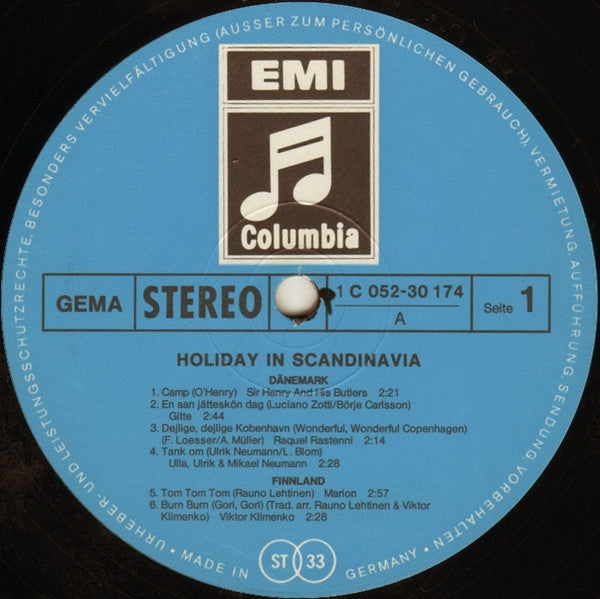 URHEBER- UND LEISTUNGSSCHUTZRECHTE, BESONDERS VERVIELFÄLTIGUNG (AUSSER ZUM PERSÖNLICHEN GEBRAUCH), VERMIETUNG, AUFFÜHRUNG, SENDUNG, VORBEHALTEN
EMI
Columbia
GEMA STEREO 1 C 052-30 174 Seite 1
A
HOLIDAY IN SCANDINAVIA
DÄNEMARK
1. Camp (O'Henry) Sir Henry And His Butlers 2:21
2. En san jätteskön dag (Luciano Zotti/Börje Carlsson)
Gitte 2:44
3. Dejlige, dejlige Kobenhavn (Wonderful, Wonderful Copenhagen)
(F. Loesser/A. Müller) Raquel Rastenni 2:14
4. Tank om (Ulrik Neumann/L. Blom)
Ulla, Ulrik & Mikael Neumann 2:28
FINNLAND
5. Tom Tom Tom (Rauno Lehtinen) Marion 2:57
6. Burn Burn (Gori, Gori) (Trad. arr. Rauno Lehtinen & Viktor
Klimenko) Viktor Klimenko 2:28
• MADE IN ST 33 GERMANY •